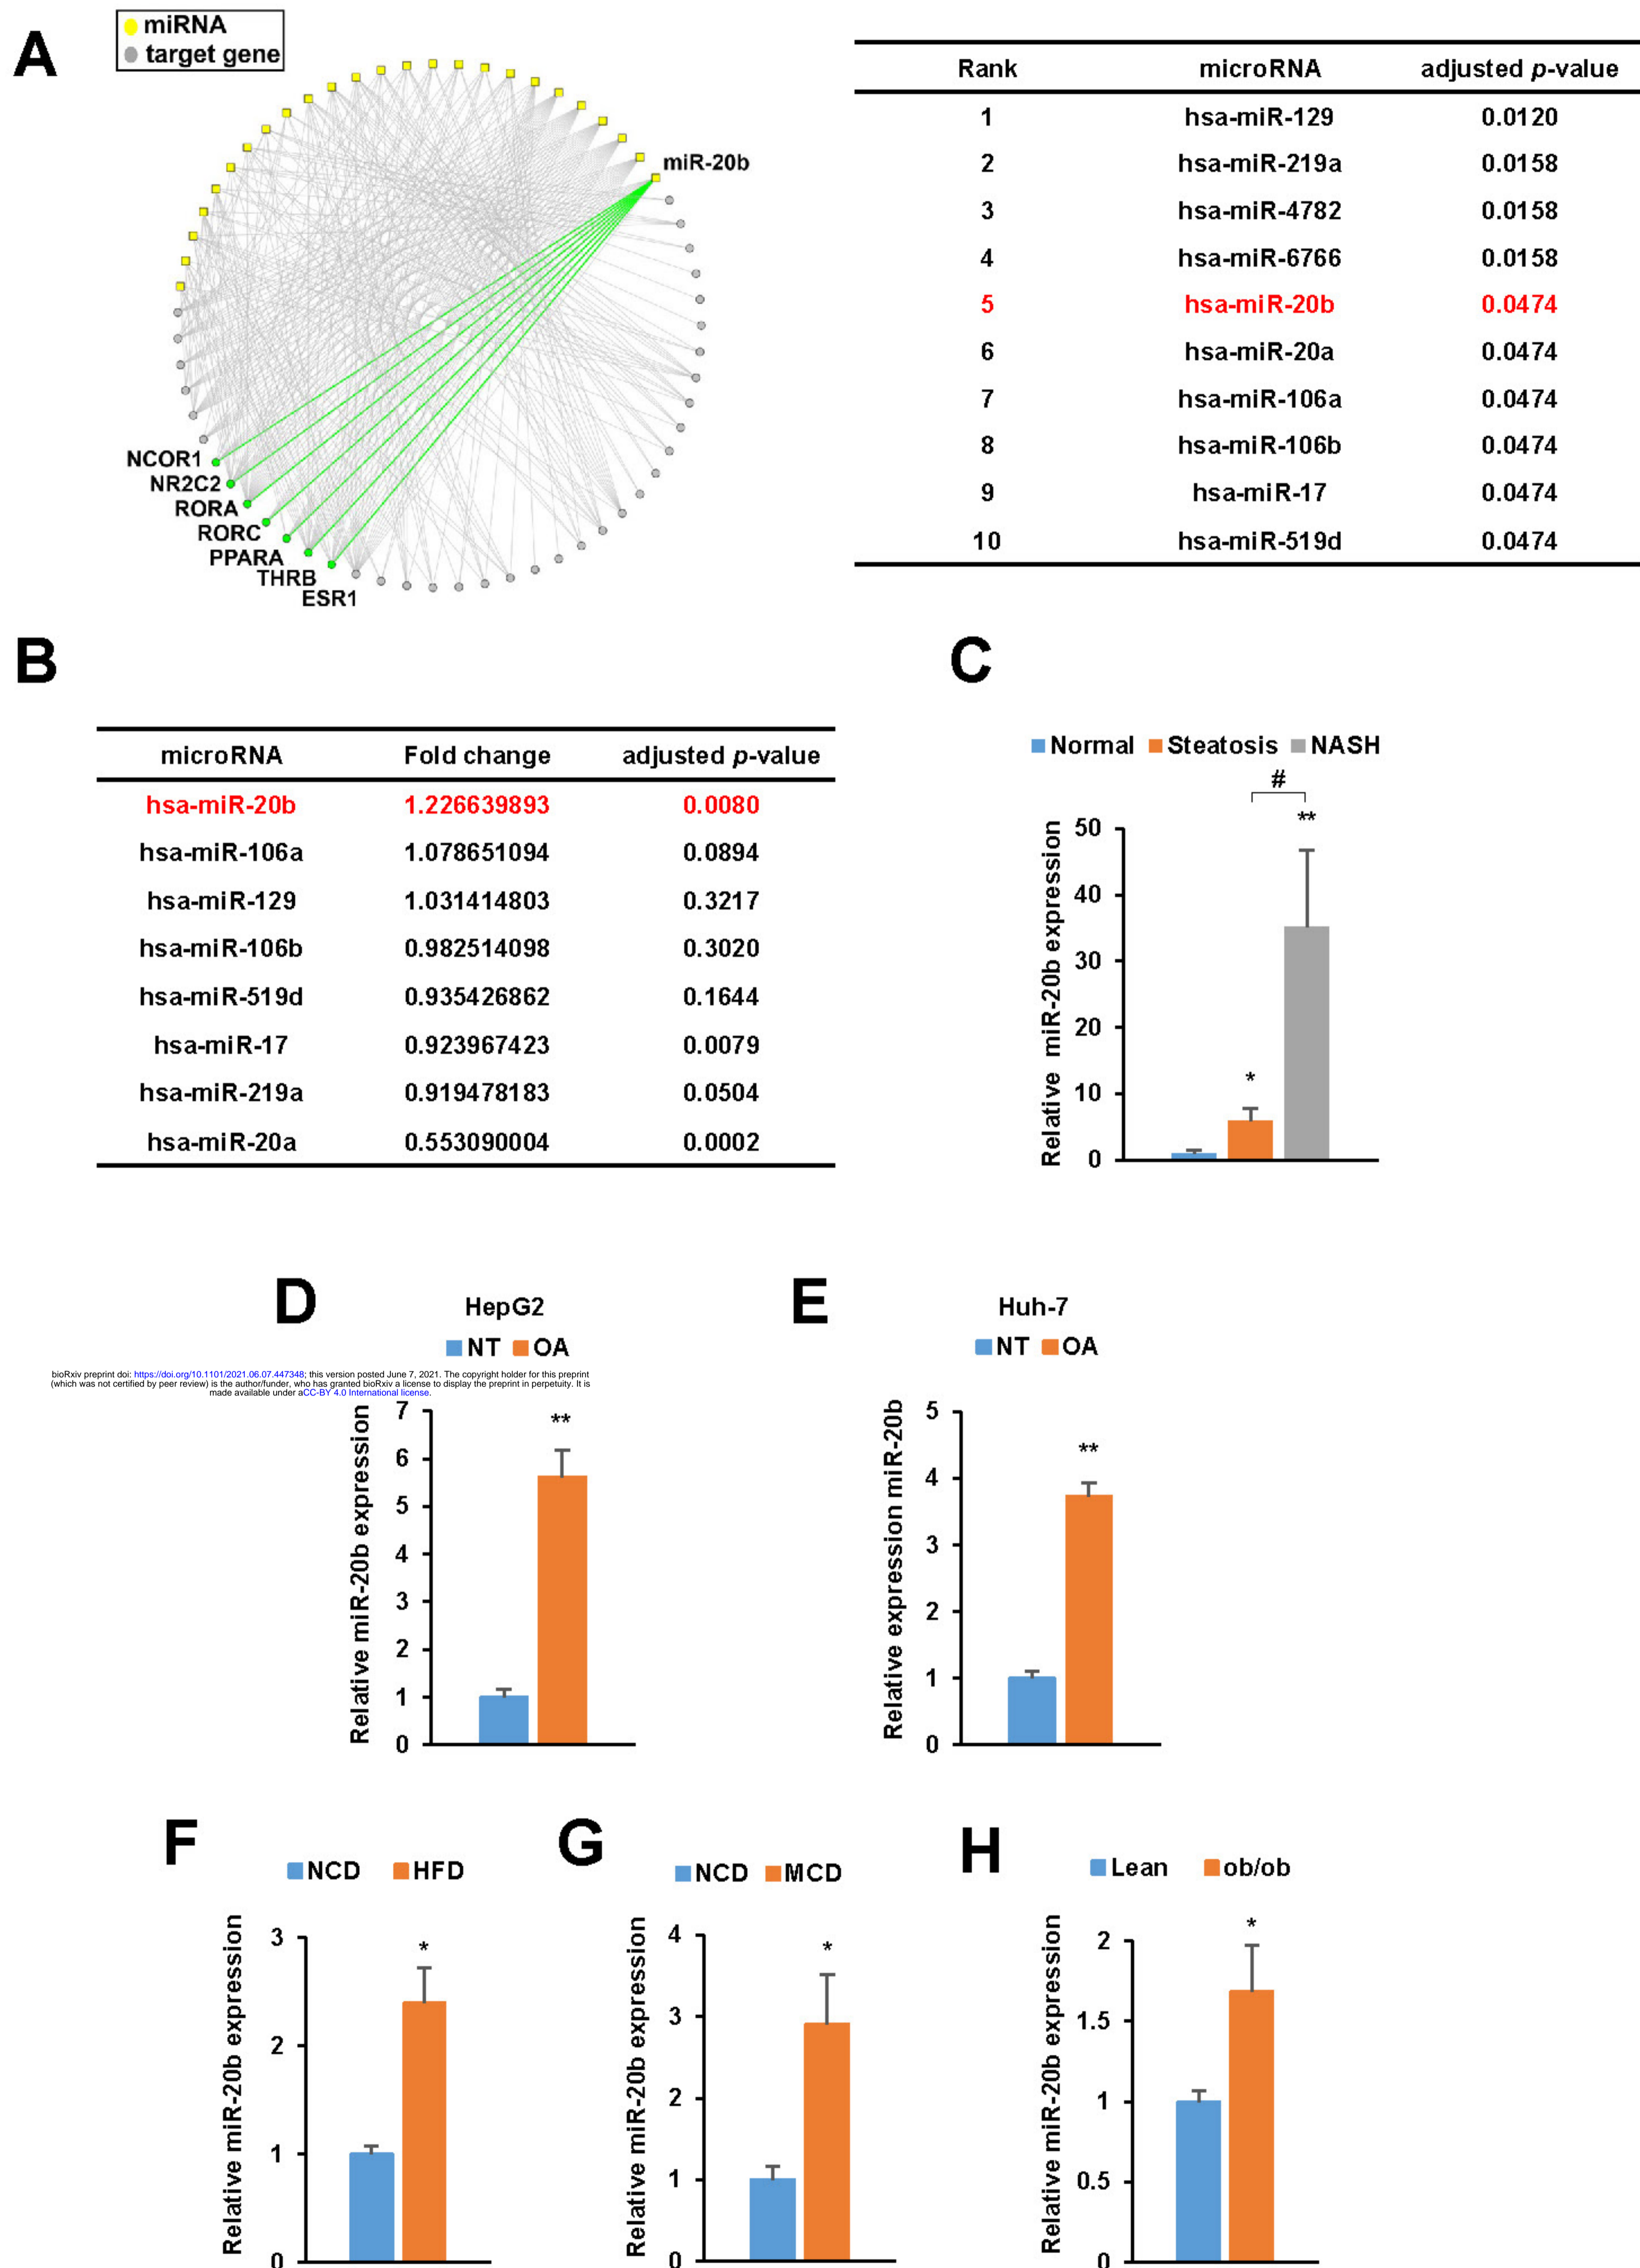 A
miRNA
target gene
miR-20b
NCOR1
NR2C2
RORA
RORC
PPARA
THRB
ESR1
Rank microRNA adjusted p-value
1 hsa-miR-129 0.0120
2 hsa-miR-219a 0.0158
3 hsa-miR-4782 0.0158
4 hsa-miR-6766 0.0158
5 hsa-miR-20b 0.0474
6 hsa-miR-20a 0.0474
7 hsa-miR-106a 0.0474
8 hsa-miR-106b 0.0474
9 hsa-miR-17 0.0474
10 hsa-miR-519d 0.0474
B
microRNA Fold change adjusted p-value
hsa-miR-20b 1.226639893 0.0080
hsa-miR-106a 1.078651094 0.0894
hsa-miR-129 1.031414803 0.3217
hsa-miR-106b 0.982514098 0.3020
hsa-miR-519d 0.935426862 0.1644
hsa-miR-17 0.923967423 0.0079
hsa-miR-219a 0.919478183 0.0504
hsa-miR-20a 0.553090004 0.0002
C
Normal Steatosis NASH
#
**
*
Relative miR-20b expression
50
40
30
20
10
0
D
HepG2
NT OA
bioRxiv preprint doi: https://doi.org/10.1101/2021.06.07.447348; this version posted June 7, 2021. The copyright holder for this preprint
(which was not certified by peer review) is the author/funder, who has granted bioRxiv a license to display the preprint in perpetuity. It is
made available under aCC-BY 4.0 International license.
**
Relative miR-20b expression
7
6
5
4
3
2
1
0
E
Huh-7
NT OA
**
Relative expression miR-20b
5
4
3
2
1
0
F
NCD HFD
*
Relative miR-20b expression
3
2
1
0
G
NCD MCD
*
Relative miR-20b expression
4
3
2
1
0
H
Lean ob/ob
*
Relative miR-20b expression
2
1.5
1
0.5
0